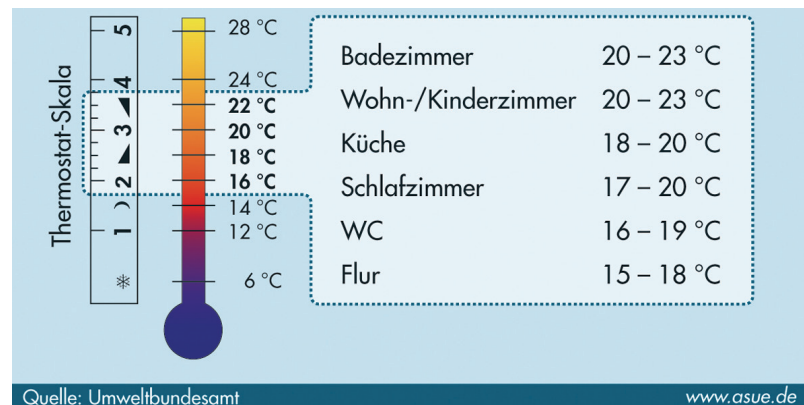 Thermostat-Skala
5
4
3
2
1
28 °C
24 °C
22 °C
20 °C
18 °C
16 °C
14 °C
12 °C
6 °C
Badezimmer 20 – 23 °C
Wohn-/Kinderzimmer 20 – 23 °C
Küche 18 – 20 °C
Schlafzimmer 17 – 20 °C
WC 16 – 19 °C
Flur 15 – 18 °C
Quelle: Umweltbundesamt www.asue.de